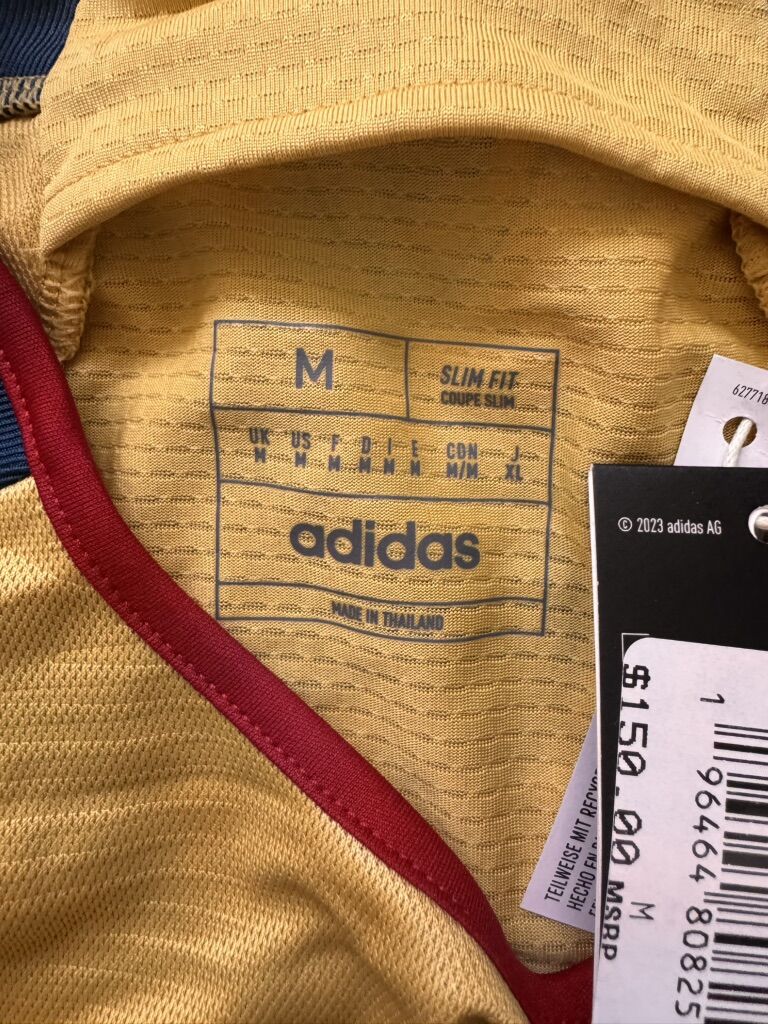 M
SLIM FIT
COUPE SLIM
UK US F D I E CDN J
M M M M M M M/M XL
adidas
MADE IN THAILAND
627718
© 2023 adidas AG
$150.00 MSRP
M
1 96464 80825
TEILWEISE MIT RECYC
HECHO EN